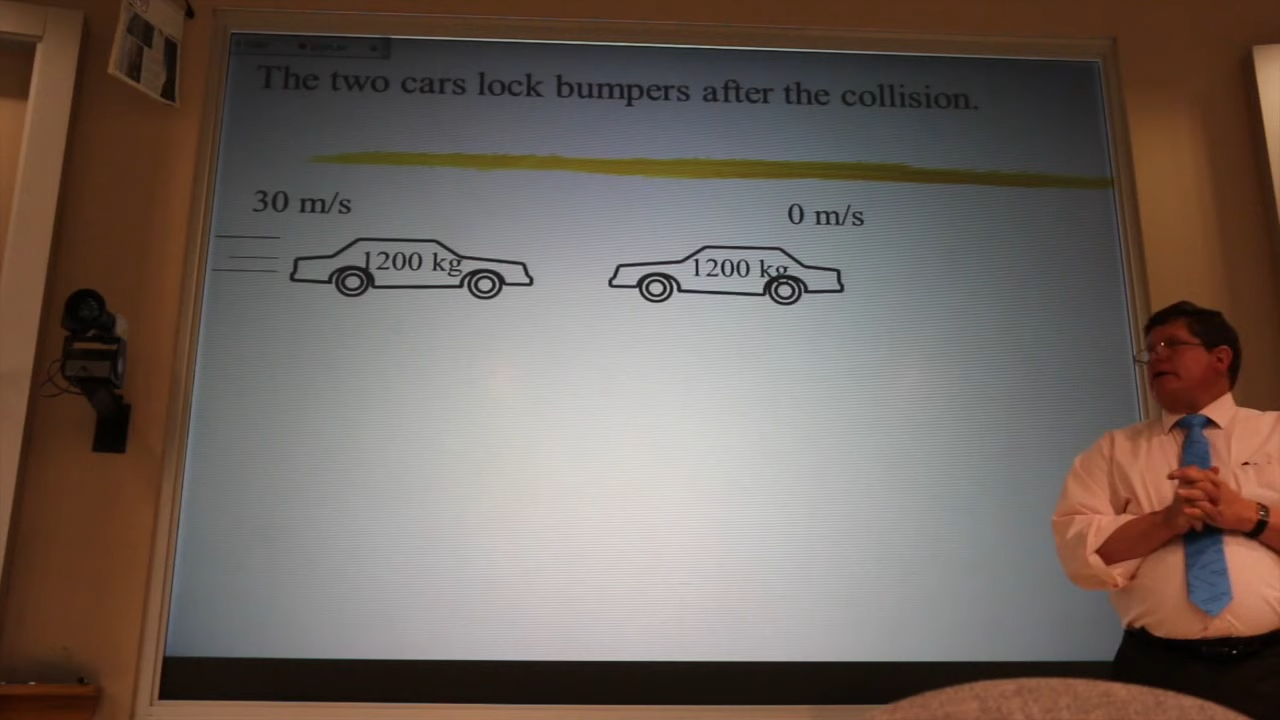 The two cars lock bumpers after the collision.
30 m/s
0 m/s
1200 kg
1200 kg